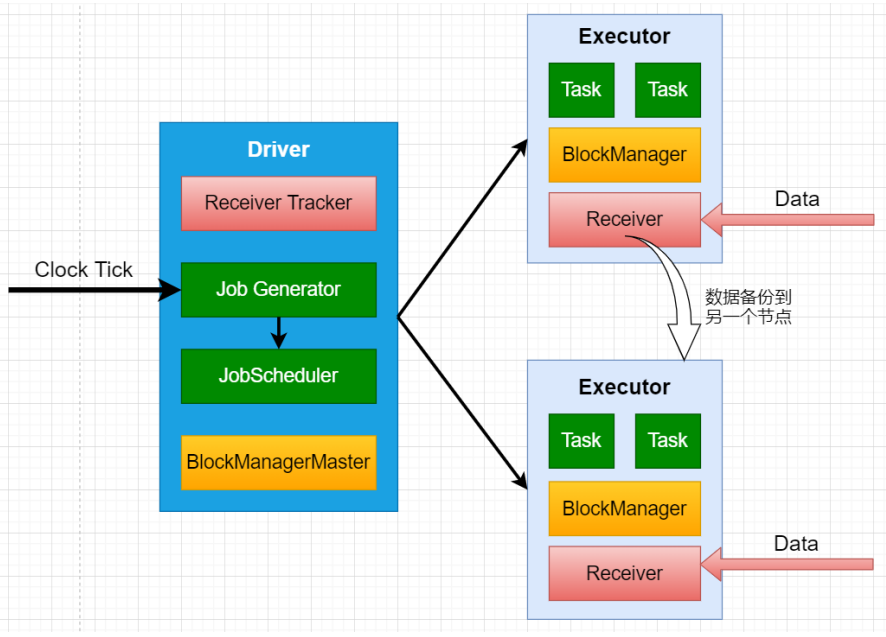 Driver
Receiver Tracker
Clock Tick
Job Generator
JobScheduler
BlockManagerMaster
Executor
Task
Task
BlockManager
Receiver
Data
数据备份到
另一个节点
Executor
Task
Task
BlockManager
Receiver
Data